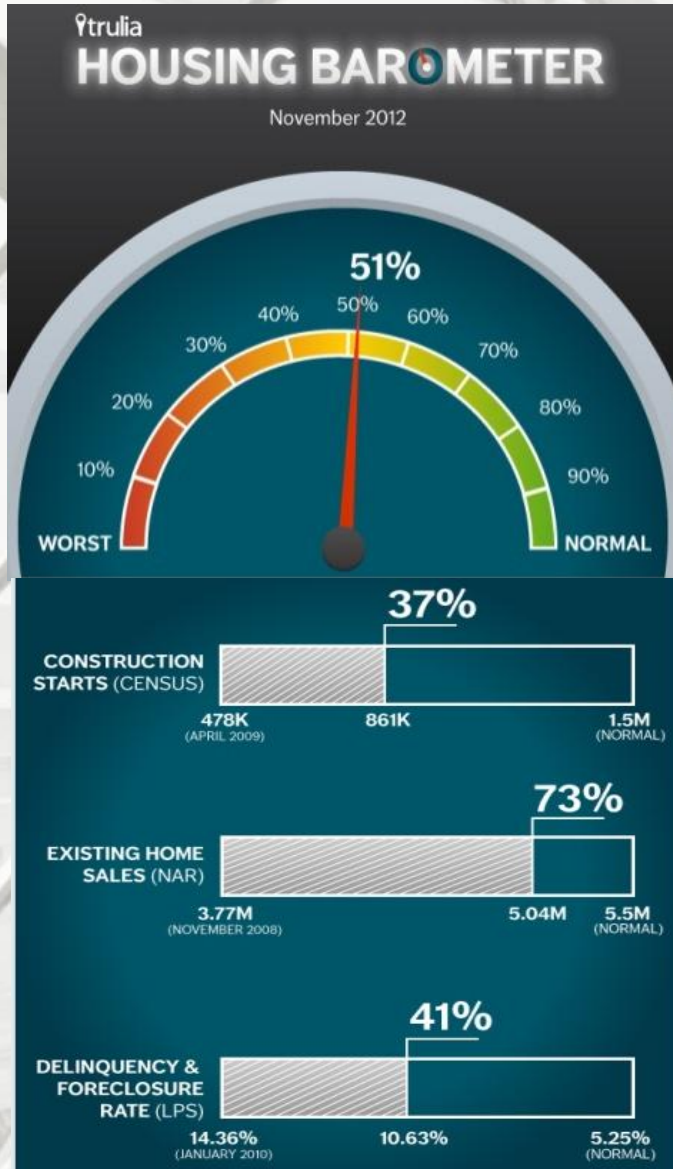 trulia
HOUSING BAROMETER
November 2012
51%
10%
20%
30%
40%
50%
60%
70%
80%
90%
WORST
NORMAL
37%
CONSTRUCTION
STARTS (CENSUS)
478K
(APRIL 2009)
861K
1.5M
(NORMAL)
73%
EXISTING HOME
SALES (NAR)
3.77M
(NOVEMBER 2008)
5.04M
5.5M
(NORMAL)
41%
DELINQUENCY &
FORECLOSURE
RATE (LPS)
14.36%
(JANUARY 2010)
10.63%
5.25%
(NORMAL)